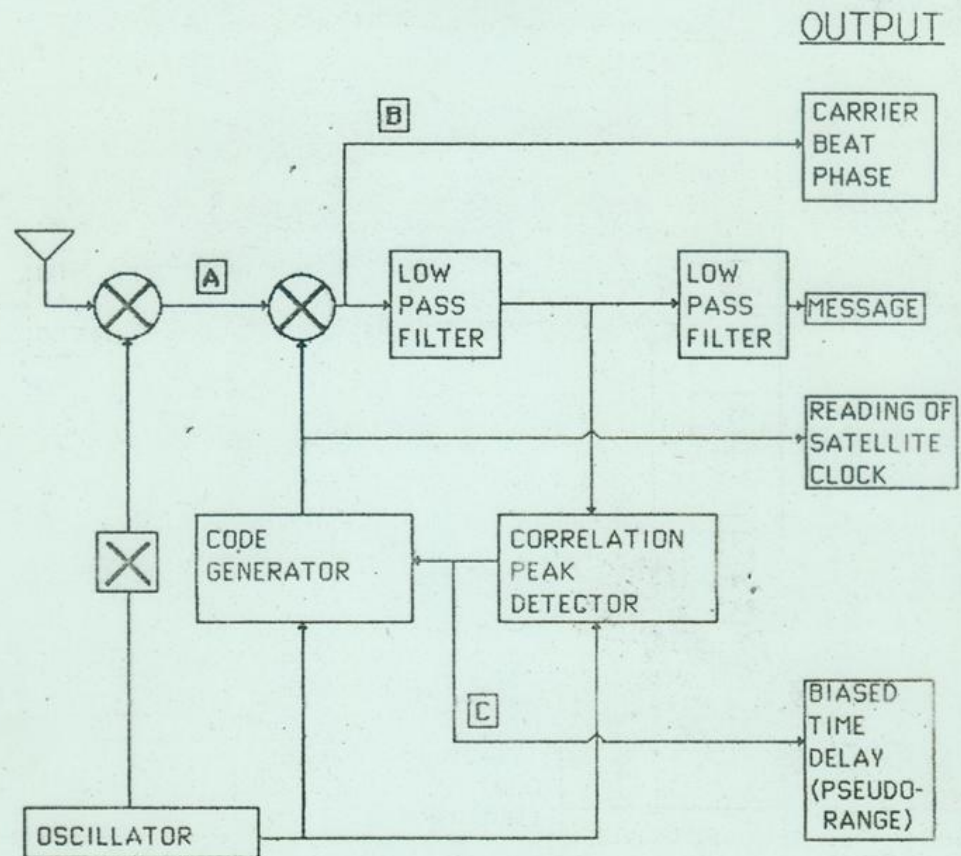 OUTPUT
B
CARRIER
BEAT
PHASE
A
LOW
PASS
FILTER
LOW
PASS
FILTER
MESSAGE
READING OF
SATELLITE
CLOCK
CODE
GENERATOR
CORRELATION
PEAK
DETECTOR
C
BIASED
TIME
DELAY
(PSEUDO-
RANGE)
OSCILLATOR